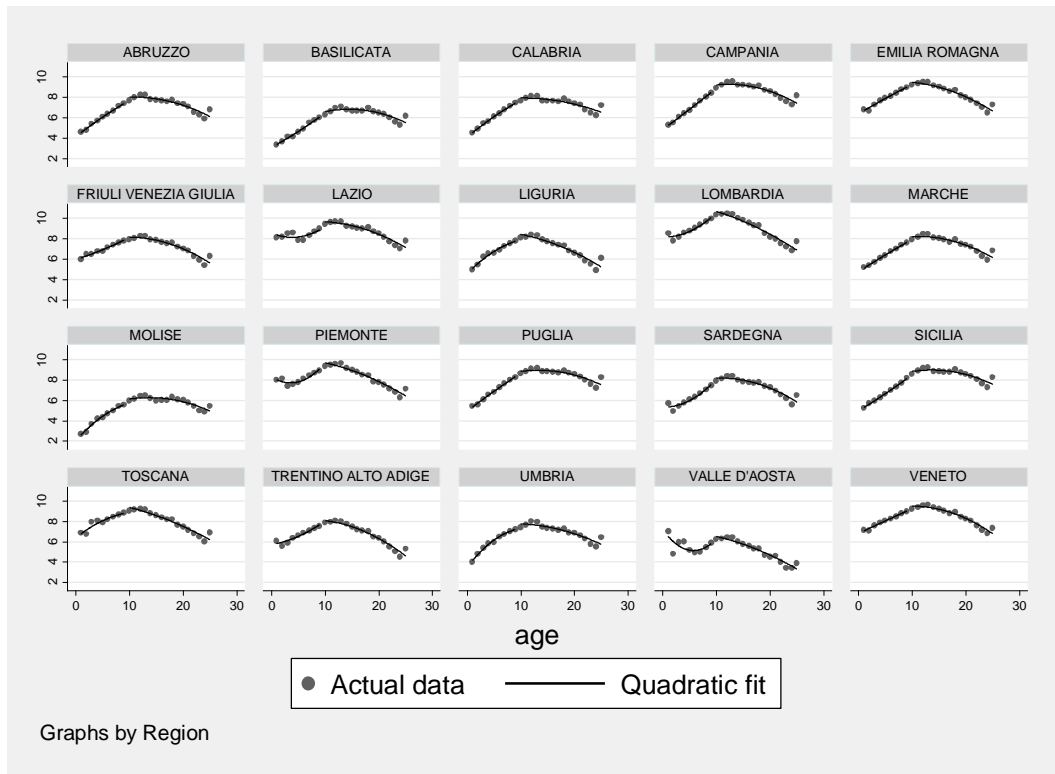 ABRUZZO BASILICATA CALABRIA CAMPANIA EMILIA ROMAGNA
10
8
6
4
2
FRIULI VENEZIA GIULIA LAZIO LIGURIA LOMBARDIA MARCHE
10
8
6
4
2
MOLISE PIEMONTE PUGLIA SARDEGNA SICILIA
10
8
6
4
2
TOSCANA TRENTINO ALTO ADIGE UMBRIA VALLE D'AOSTA VENETO
10
8
6
4
2
0 10 20 30 0 10 20 30 0 10 20 30 0 10 20 30 0 10 20 30
age
Actual data Quadratic fit
Graphs by Region